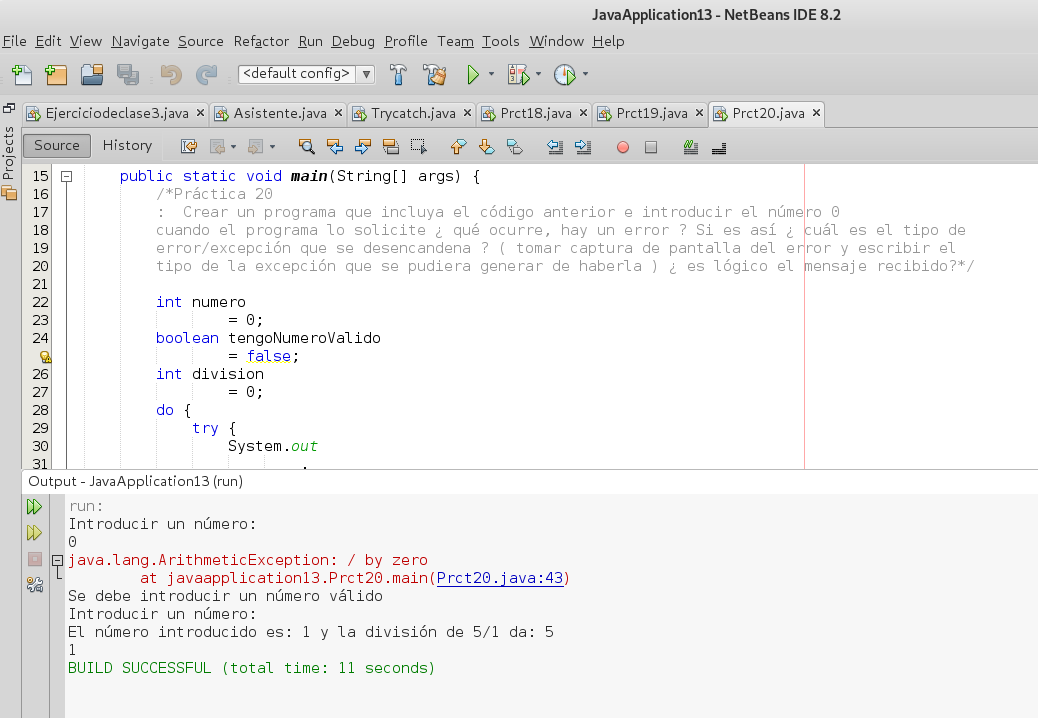 JavaApplication13 - NetBeans IDE 8.2
File Edit View Navigate Source Refactor Run Debug Profile Team Tools Window Help
<default config>
Ejerciciodeclase3.java Asistente.java Trycatch.java Prct18.java Prct19.java Prct20.java
Projects
Source History
15 public static void main(String[] args) {
16 /*Práctica 20
17 :  Crear un programa que incluya el código anterior e introducir el número 0
18 cuando el programa lo solicite ¿ qué ocurre, hay un error ? Si es así ¿ cuál es el tipo de
19 error/excepción que se desencandena ? ( tomar captura de pantalla del error y escribir el
20 tipo de la excepción que se pudiera generar de haberla ) ¿ es lógico el mensaje recibido?*/
21
22 int numero
23 = 0;
24 boolean tengoNumeroValido
= false;
26 int division
27 = 0;
28 do {
29 try {
30 System.out
31 .
Output - JavaApplication13 (run)
run:
Introducir un número:
0
java.lang.ArithmeticException: / by zero
at javaapplication13.Prct20.main(Prct20.java:43)
Se debe introducir un número válido
Introducir un número:
El número introducido es: 1 y la división de 5/1 da: 5
1
BUILD SUCCESSFUL (total time: 11 seconds)